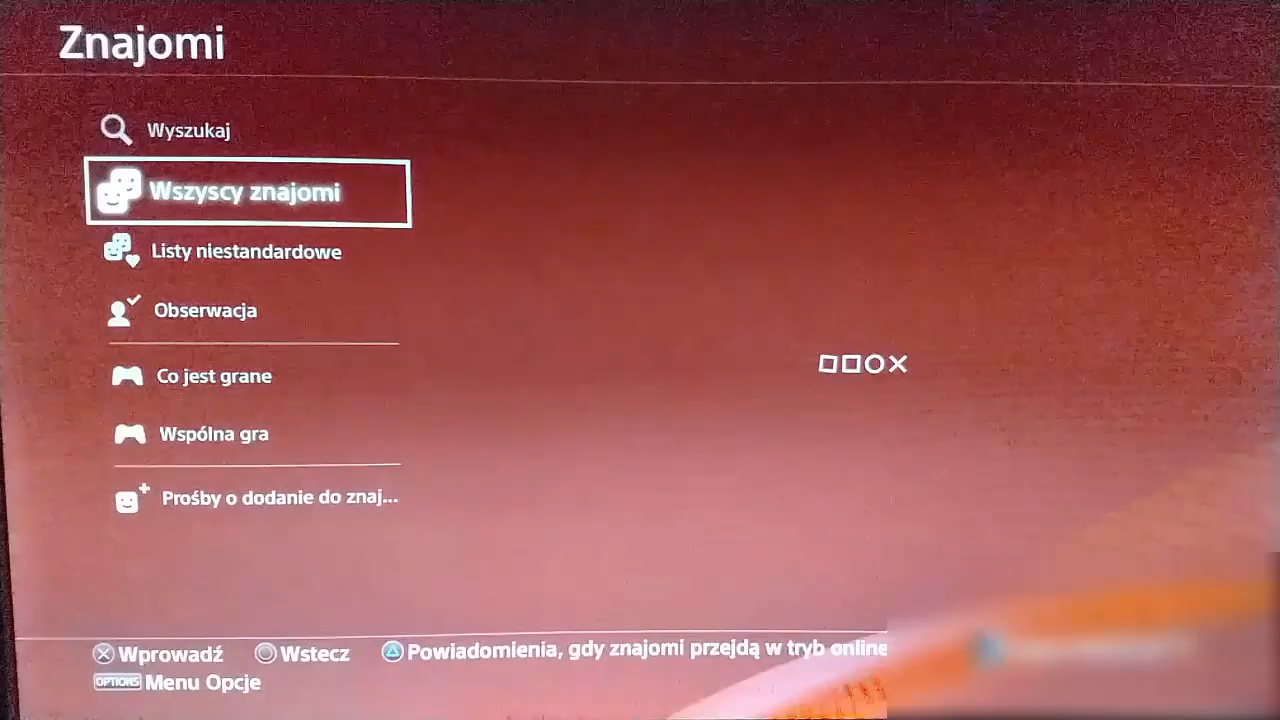 Znajomi
Wyszukaj
Wszyscy znajomi
Listy niestandardowe
Obserwacja
Co jest grane
Wspólna gra
Prośby o dodanie do znaj...
Wprowadź Wstecz Powiadomienia, gdy znajomi przejdą w tryb online
OPTIONS Menu Opcje